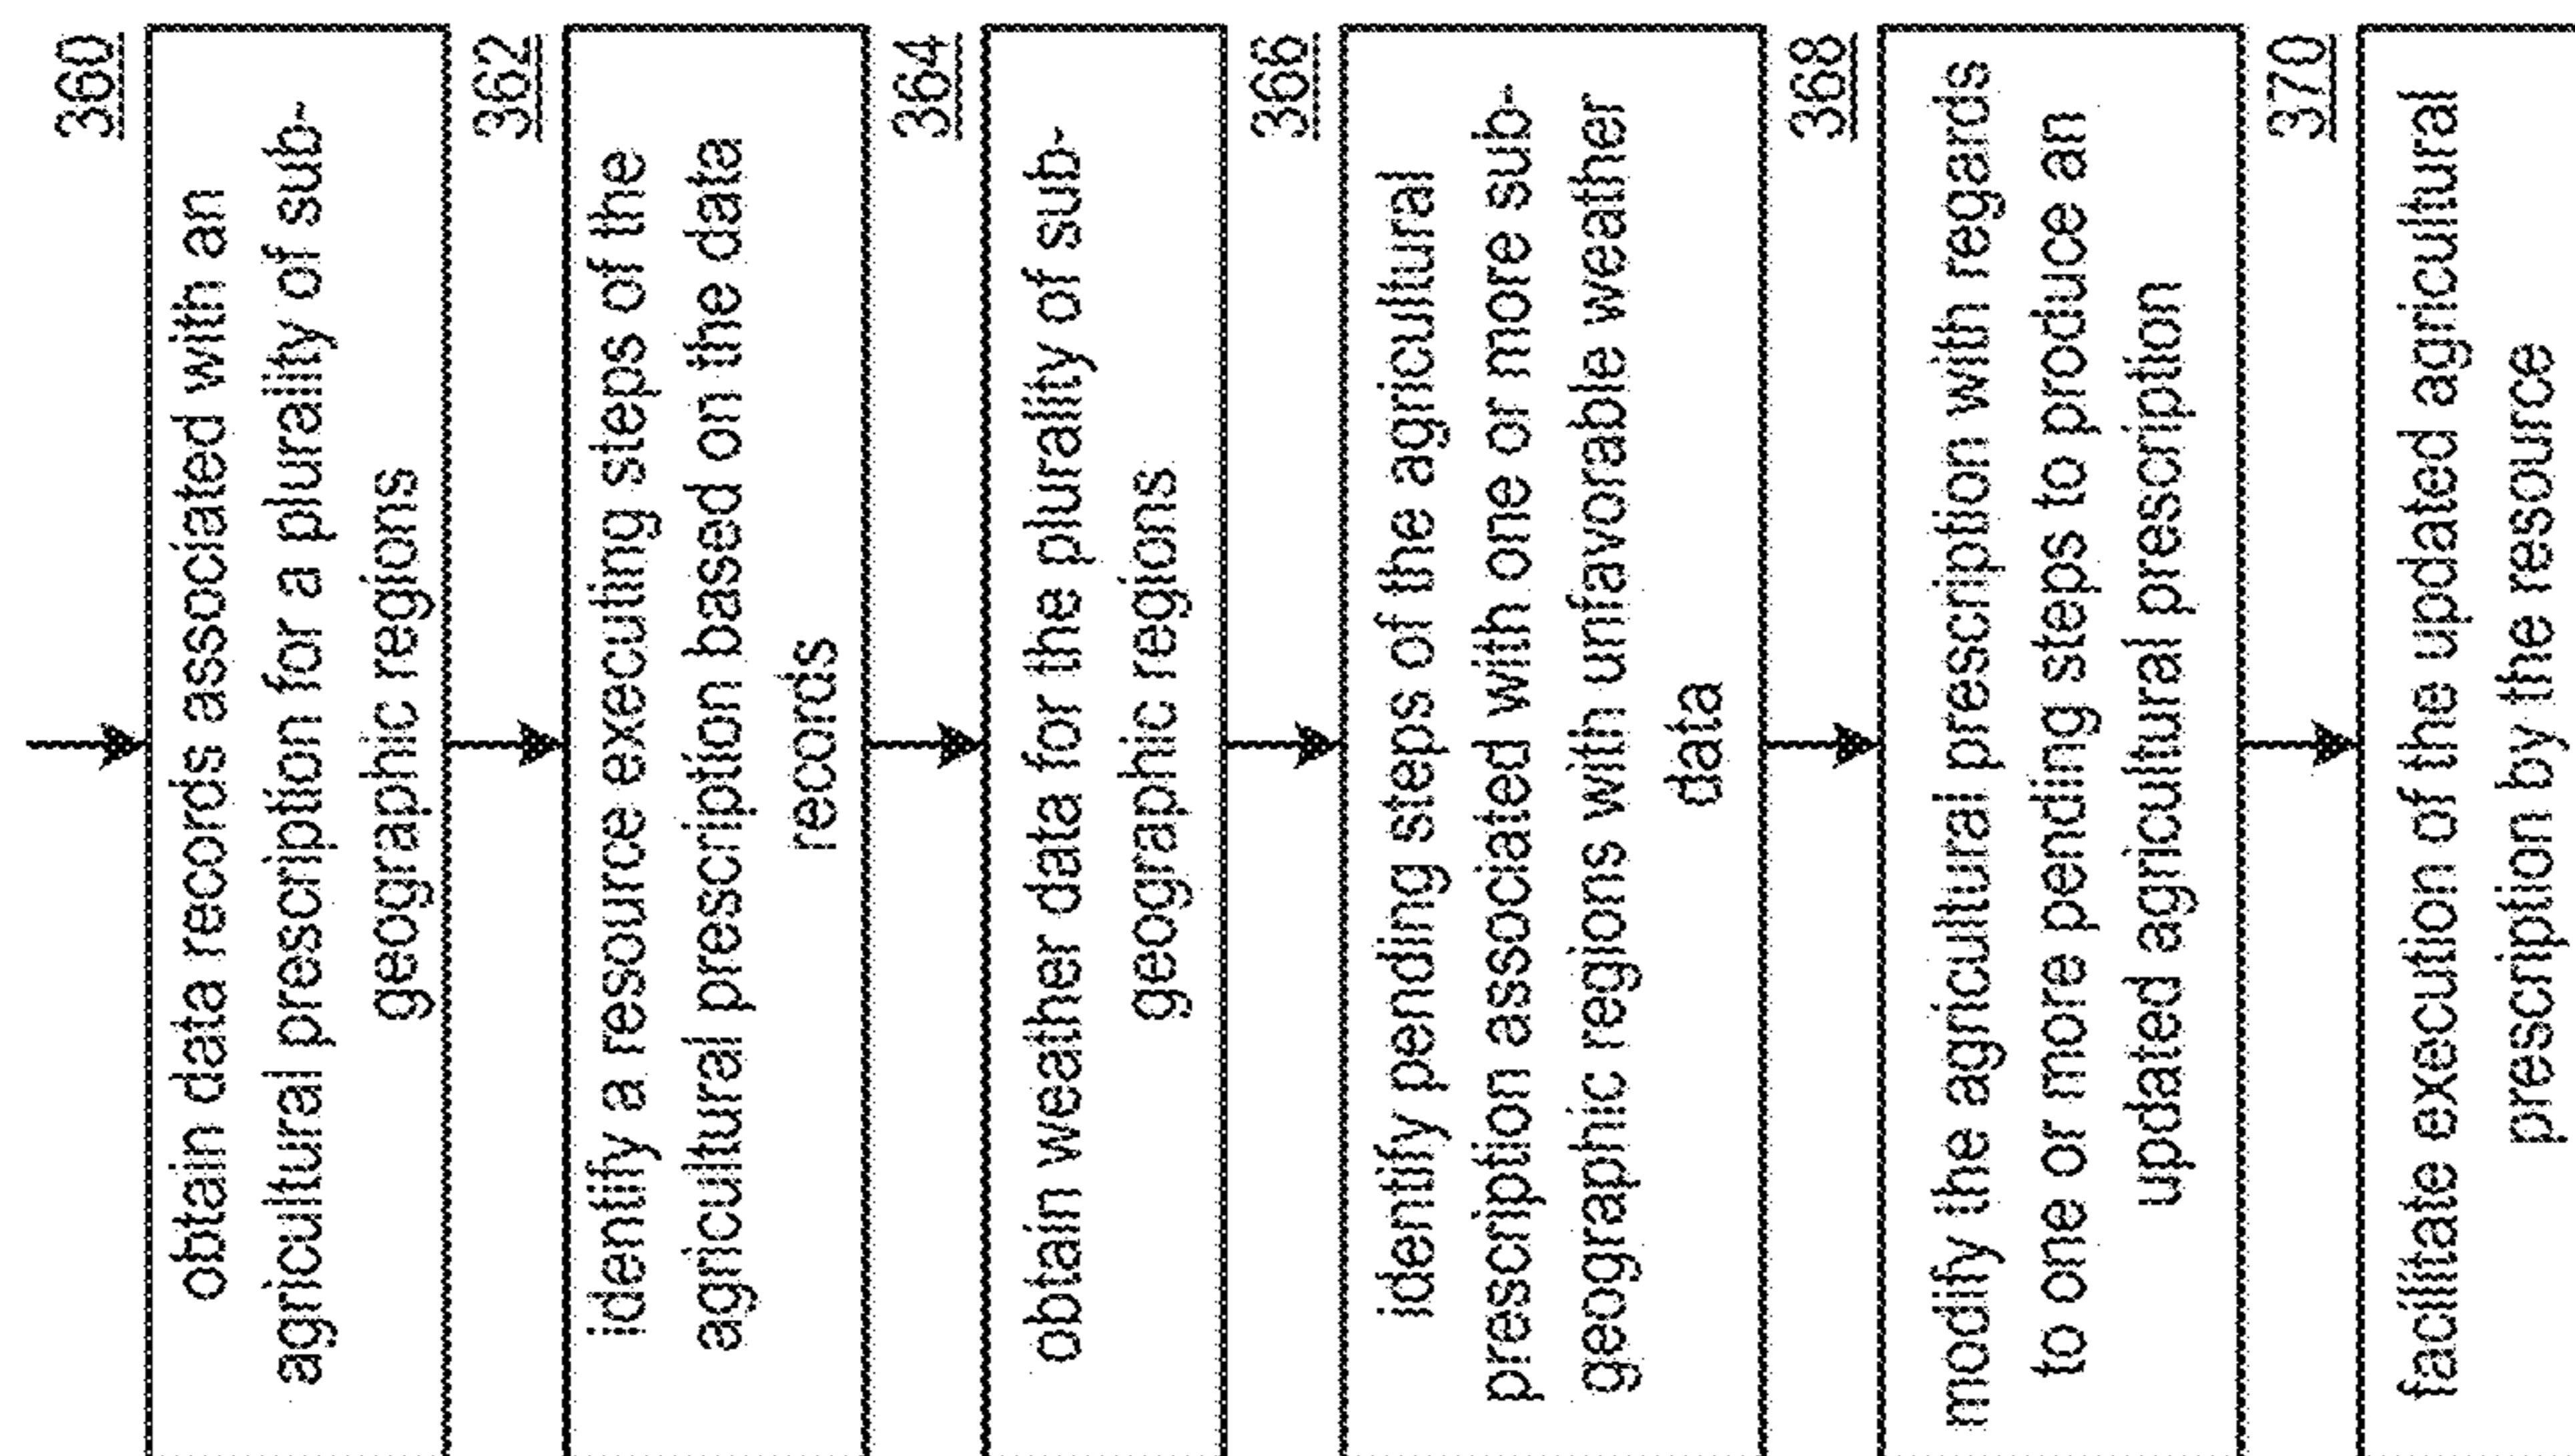 360
obtain data records associated with an
agricultural prescription for a plurality of sub-
geographic regions
362
identify a resource executing steps of the
agricultural prescription based on the data
records
364
obtain weather data for the plurality of sub-
geographic regions
366
identify pending steps of the agricultural
prescription associated with one or more sub-
geographic regions with unfavorable weather
data
368
modify the agricultural prescription with regards
to one or more pending steps to produce an
updated agricultural prescription
370
facilitate execution of the updated agricultural
prescription by the resource